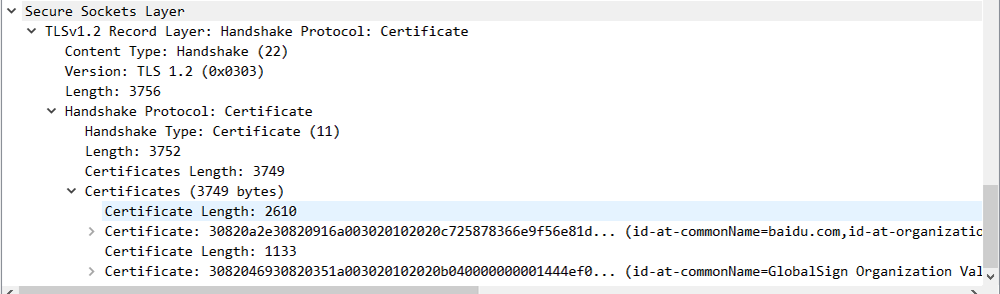 Secure Sockets Layer
TLSv1.2 Record Layer: Handshake Protocol: Certificate
Content Type: Handshake (22)
Version: TLS 1.2 (0x0303)
Length: 3756
Handshake Protocol: Certificate
Handshake Type: Certificate (11)
Length: 3752
Certificates Length: 3749
Certificates (3749 bytes)
Certificate Length: 2610
Certificate: 30820a2e30820916a003020102020c725878366e9f56e81d... (id-at-commonName=baidu.com,id-at-organizatio
Certificate Length: 1133
Certificate: 3082046930820351a003020102020b040000000001444ef0... (id-at-commonName=GlobalSign Organization Val